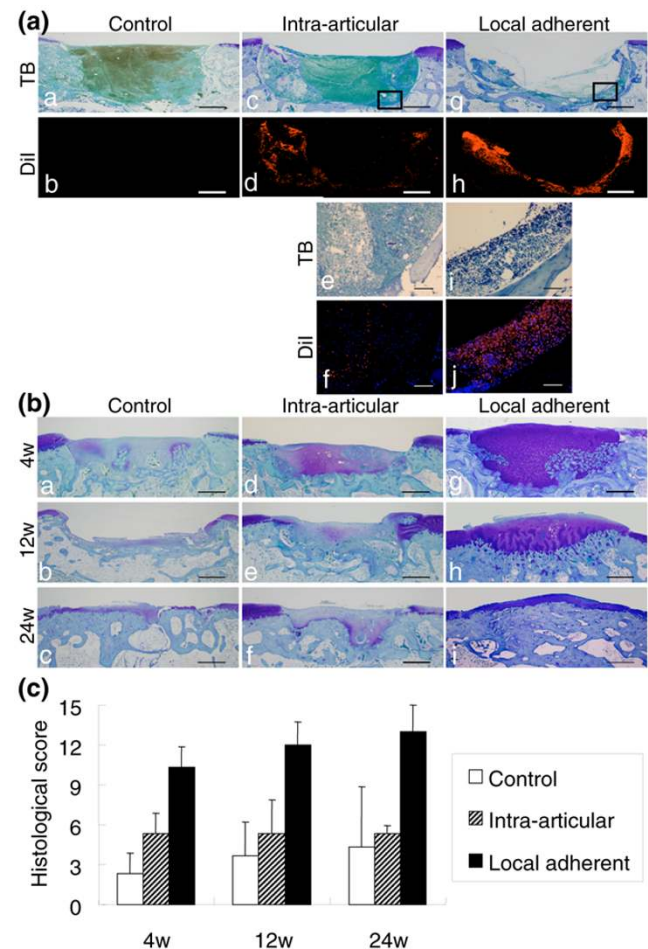 (a)
Control Intra-articular Local adherent
TB
a c g
DiI
b d h
TB
e i
DiI
f j
(b)
Control Intra-articular Local adherent
4w
a d g
12w
b e h
24w
c f i
(c)
Histological score
15
12
9
6
3
0
4w 12w 24w
Control
Intra-articular
Local adherent